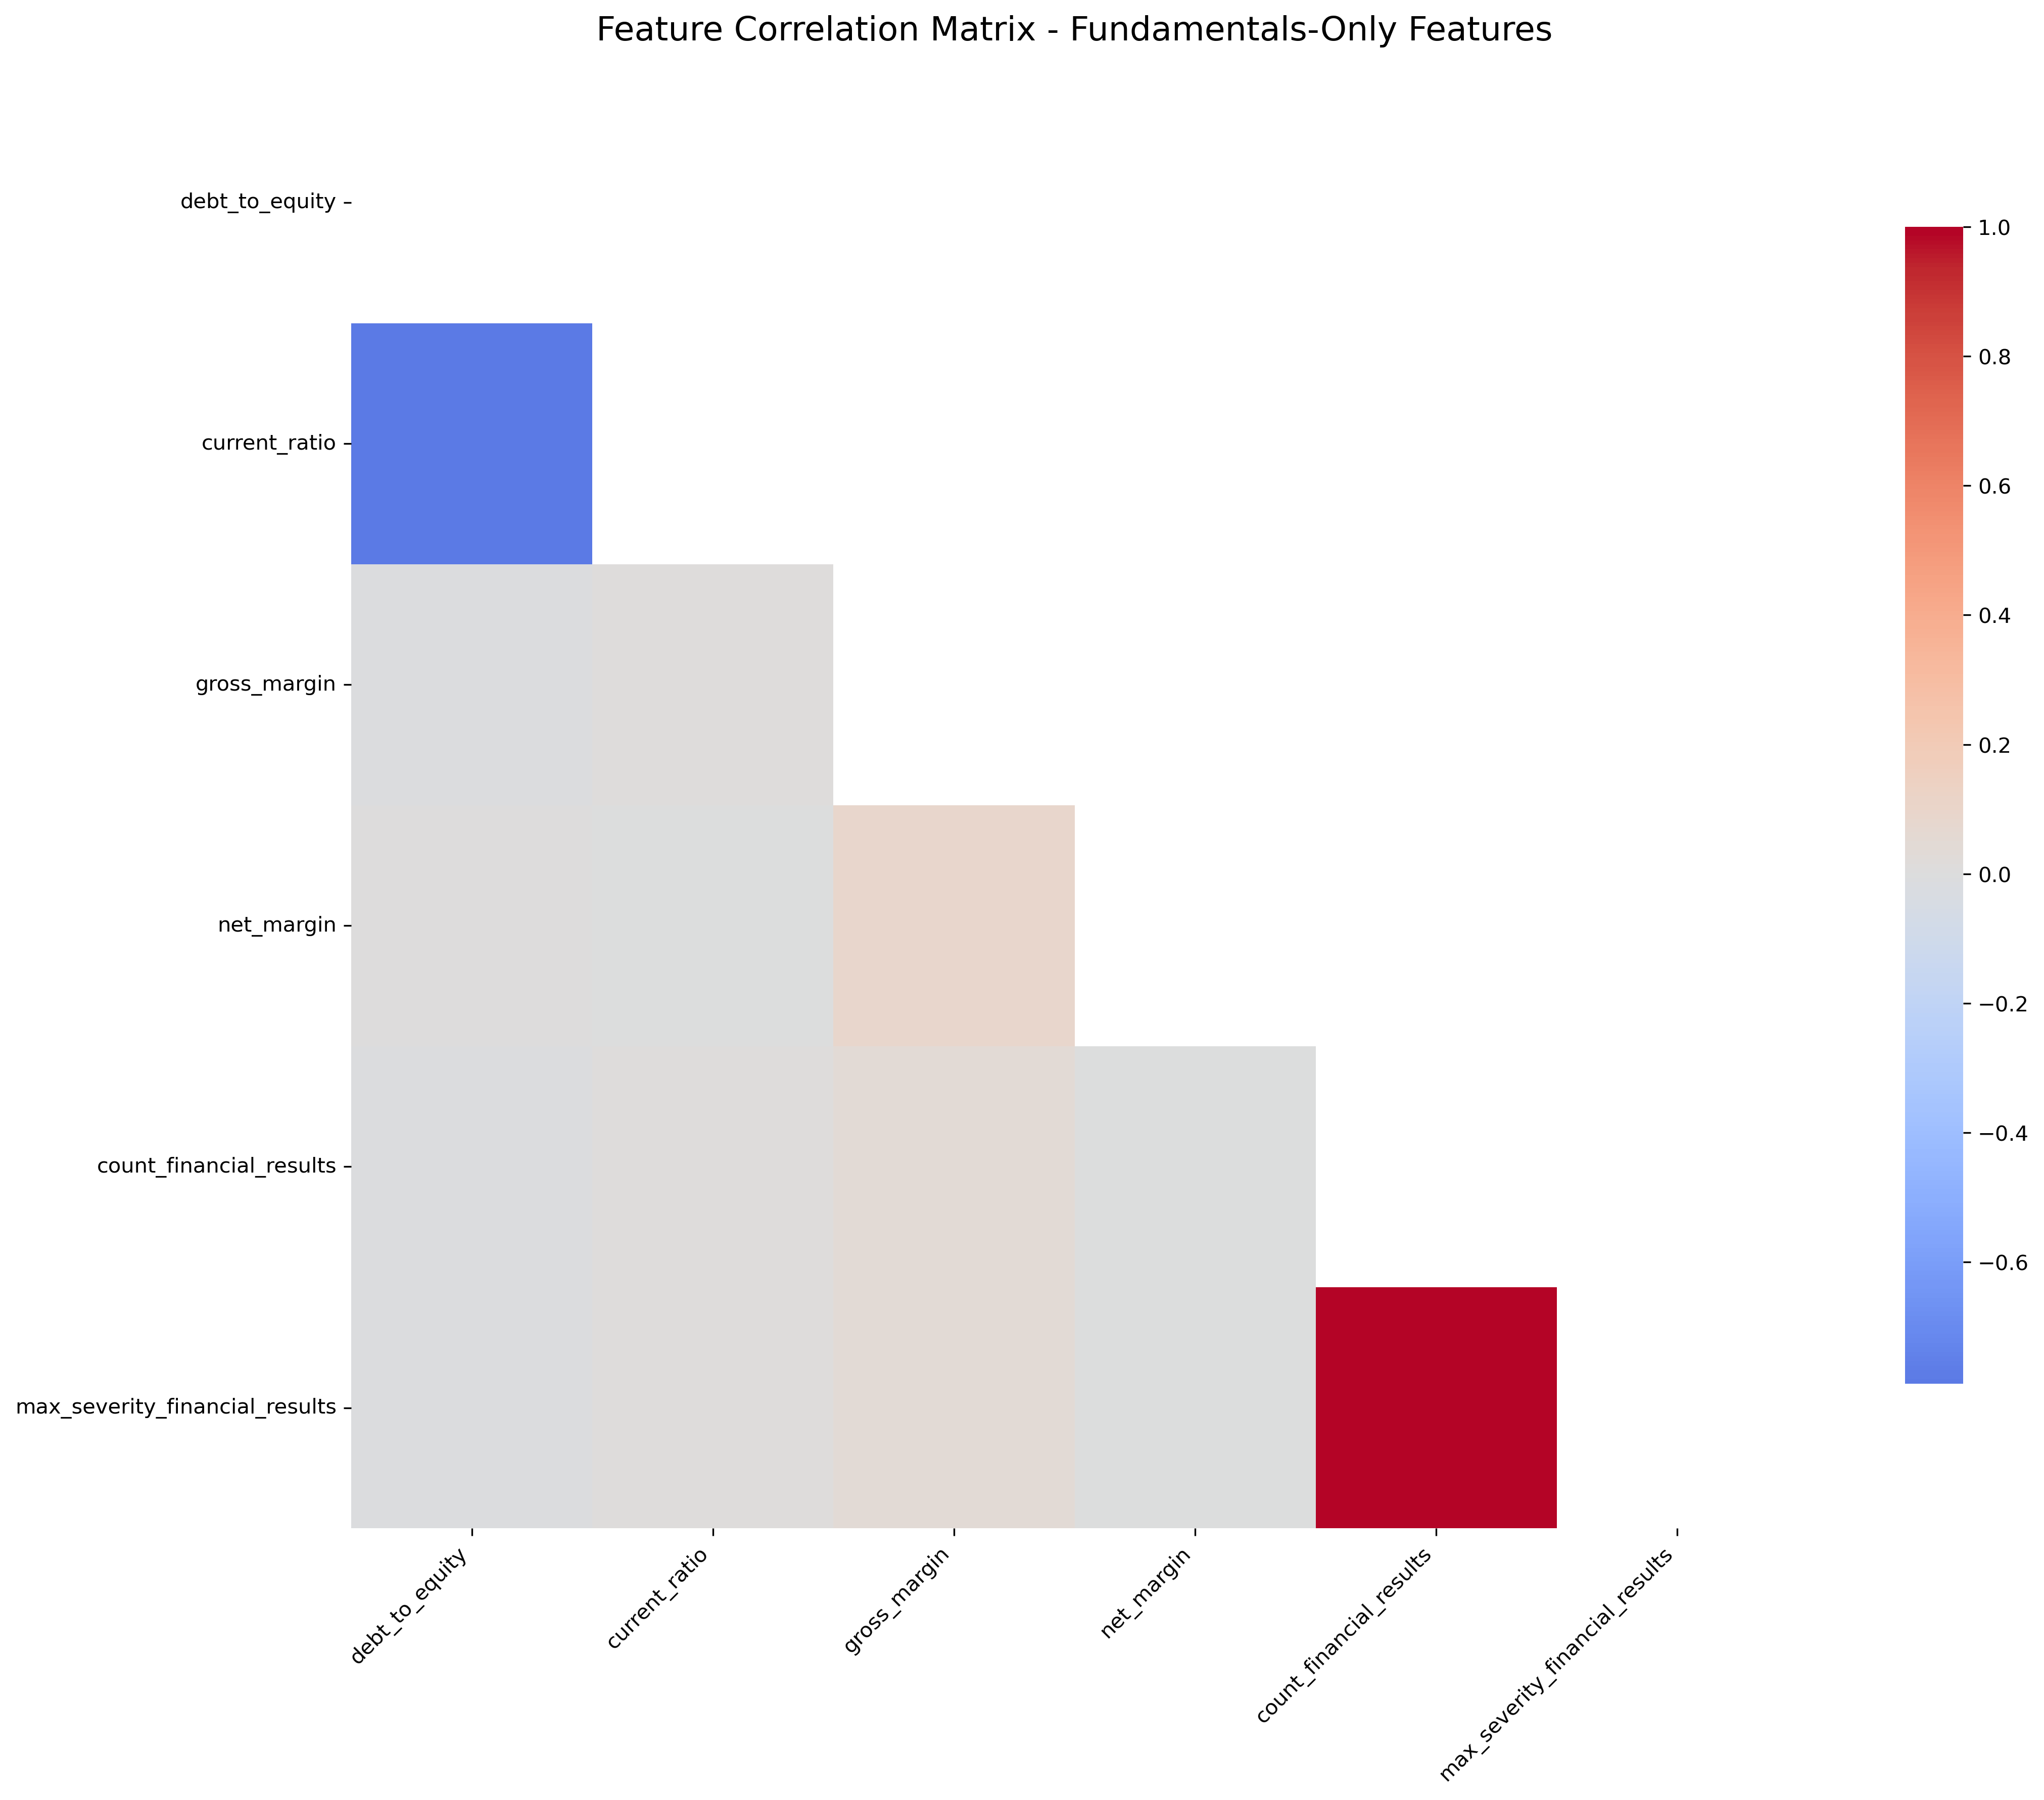 Feature Correlation Matrix - Fundamentals-Only Features
debt_to_equity
current_ratio
gross_margin
net_margin
count_financial_results
max_severity_financial_results
debt_to_equity
current_ratio
gross_margin
net_margin
count_financial_results
max_severity_financial_results
1.0
0.8
0.6
0.4
0.2
0.0
−0.2
−0.4
−0.6